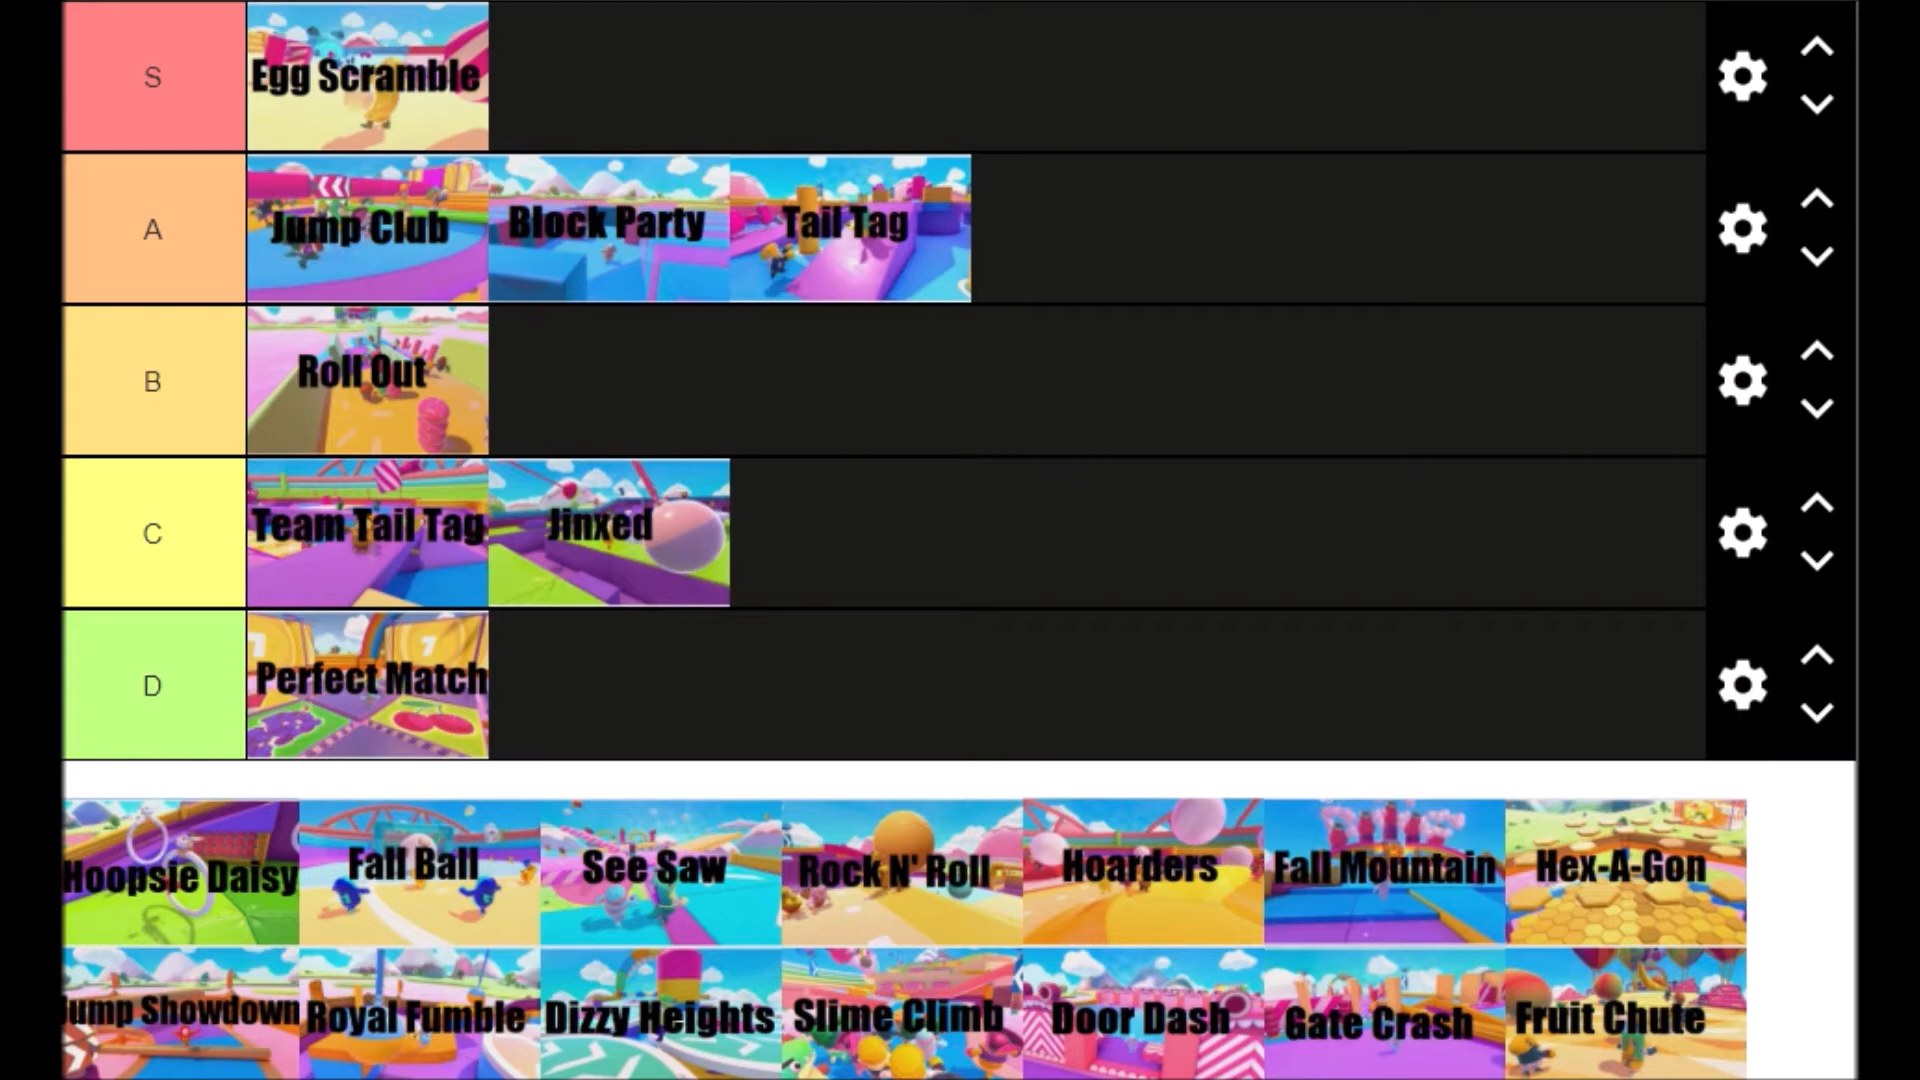 S
Egg Scramble
A
Jump Club
Block Party
Tail Tag
B
Roll Out
C
Team Tail Tag
Jinxed
D
Perfect Match
Hoopsie Daisy
Fall Ball
See Saw
Rock N' Roll
Hoarders
Fall Mountain
Hex-A-Gon
Jump Showdown
Royal Fumble
Dizzy Heights
Slime Climb
Door Dash
Gate Crash
Fruit Chute